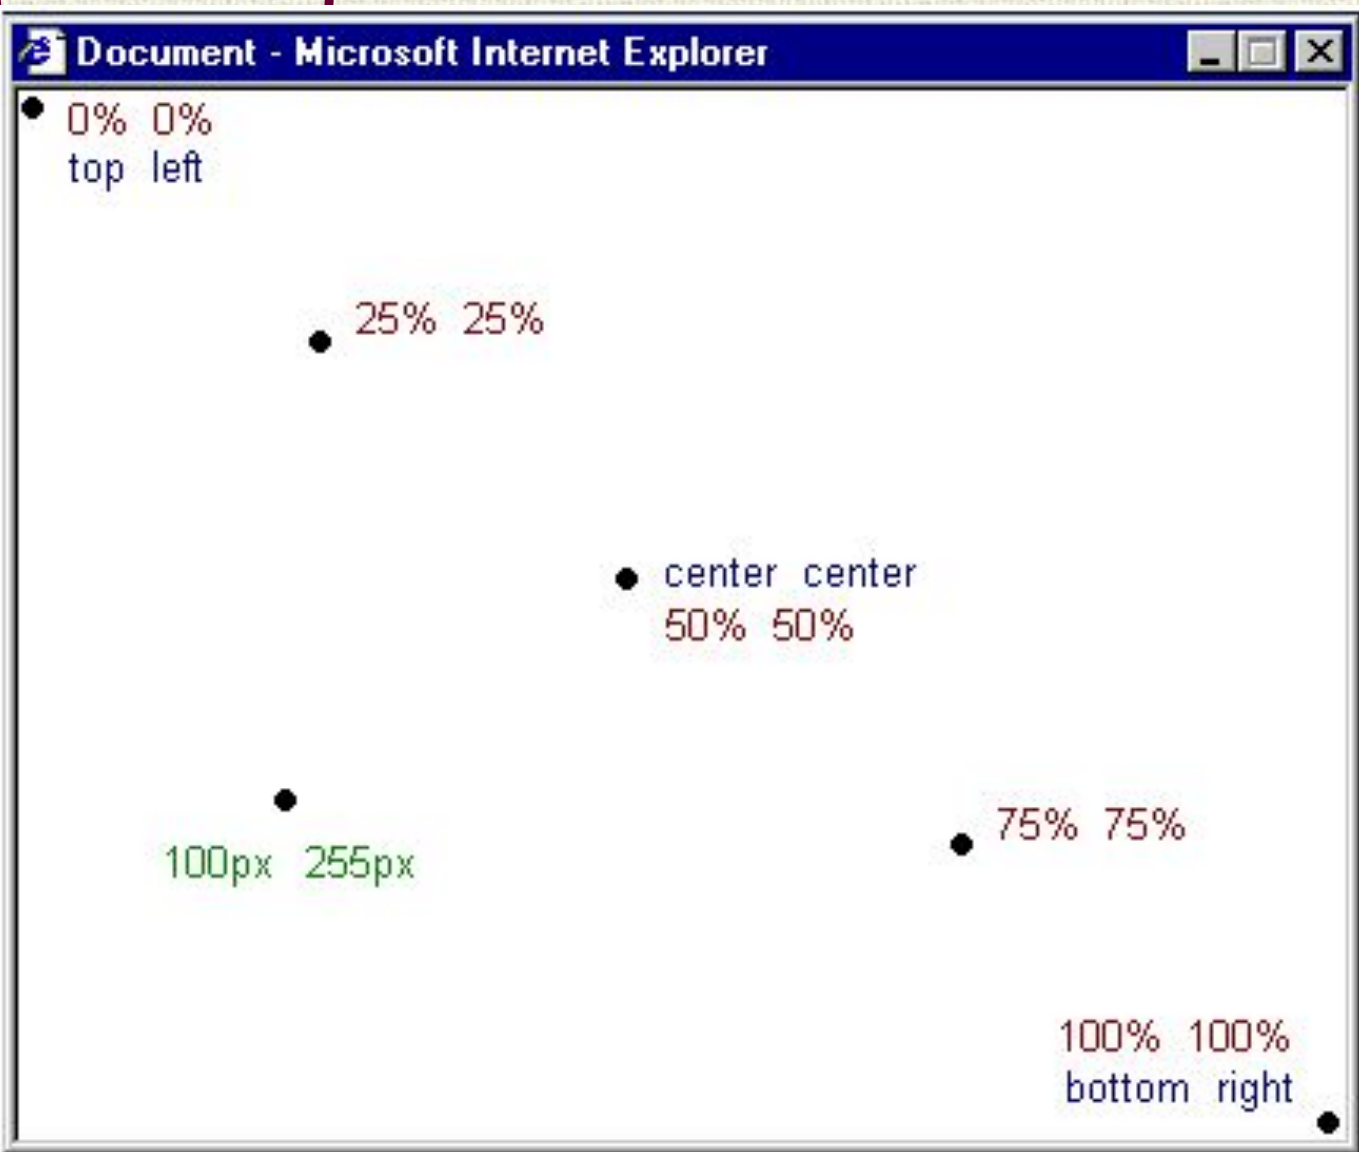 Document - Microsoft Internet Explorer
0% 0%
top left
25% 25%
center center
50% 50%
100px 255px
75% 75%
100% 100%
bottom right